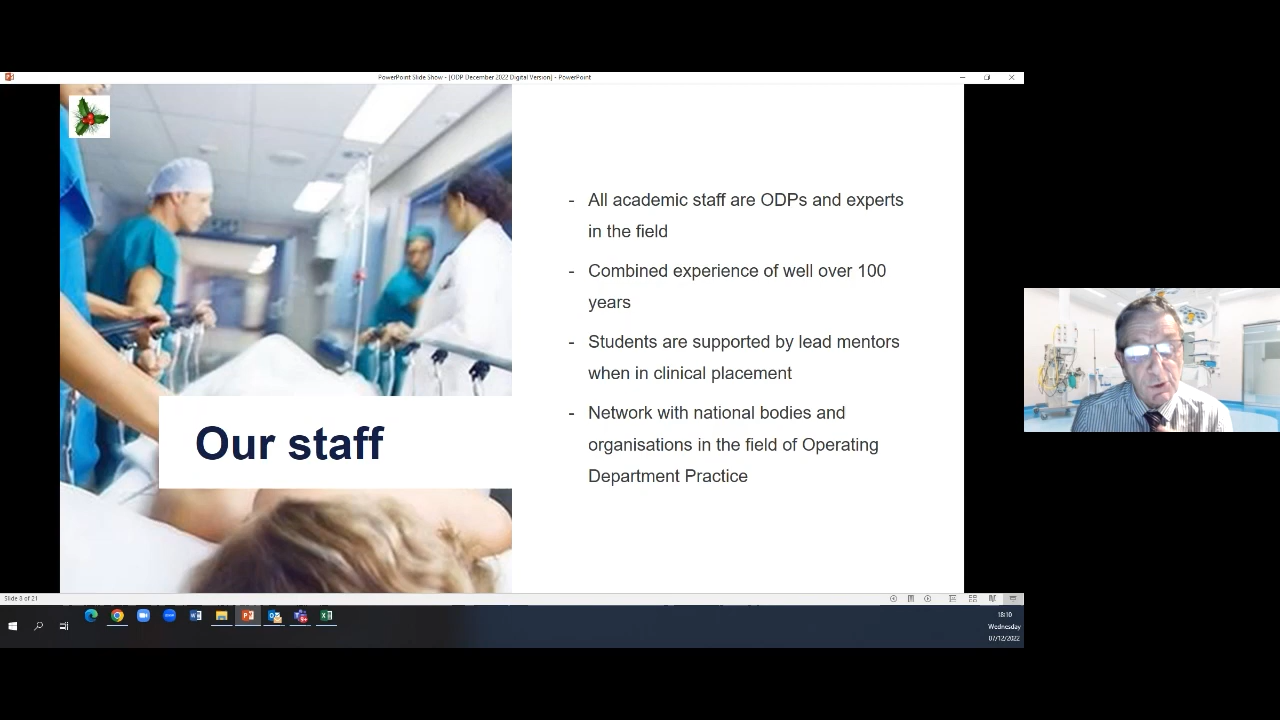 PowerPoint Slide Show - [ODP December 2022 Digital Version] - PowerPoint
- All academic staff are ODPs and experts
in the field
- Combined experience of well over 100
years
- Students are supported by lead mentors
when in clinical placement
- Network with national bodies and
organisations in the field of Operating
Department Practice
Our staff
Slide 8 of 21
18:10
Wednesday
07/12/2022